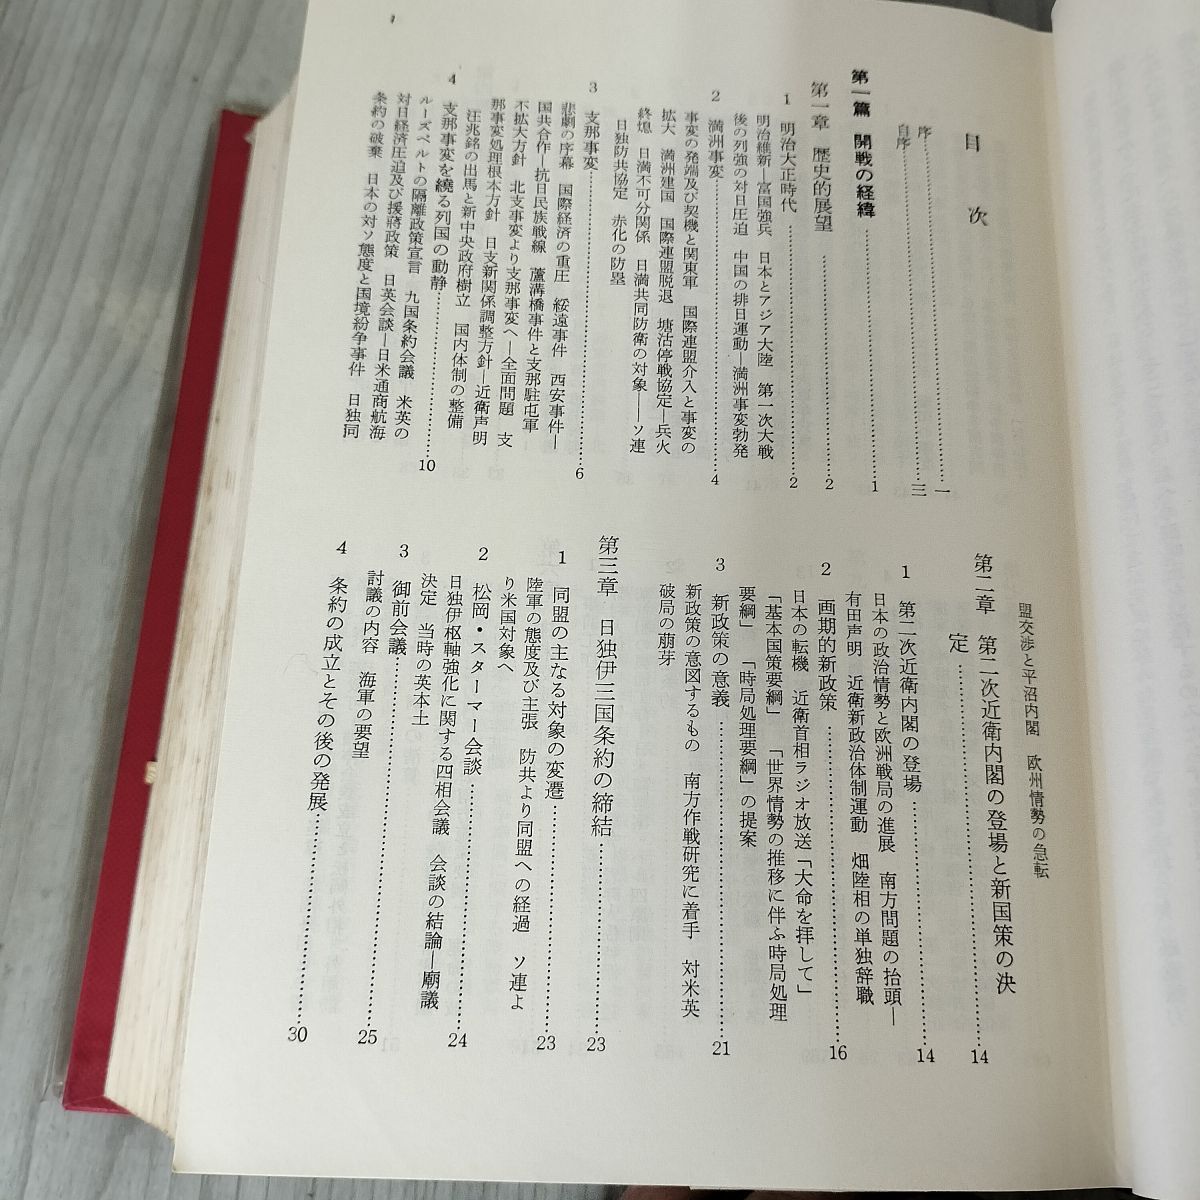 目次
序……一
自序……三
第一篇 開戦の経緯……1
第一章 歴史的展望……2
1 明治大正時代……2
明治維新―富国強兵 日本とアジア大陸 第一次大戦
後の列強の対日圧迫 中国の排日運動―満洲事変勃発
2 満洲事変……4
事変の発端及び契機と関東軍 国際連盟介入と事変の
拡大 満洲建国 国際連盟脱退 塘沽停戦協定―兵火
終熄 日満不可分関係 日満共同防衛の対象――ソ連
日独防共協定 赤化の防塁
3 支那事変……6
悲劇の序幕 国際経済の重圧 綏遠事件 西安事件―
国共合作―抗日民族戦線 蘆溝橋事件と支那駐屯軍
不拡大方針 北支事変より支那事変へ―全面問題 支
那事変処理根本方針 日支新関係調整方針―近衛声明
汪兆銘の出馬と新中央政府樹立 国内体制の整備
4 支那事変を繞る列国の動静……10
ルーズベルトの隔離政策宣言 九国条約会議 米英の
対日経済圧迫及び援蔣政策 日英会談―日米通商航海
条約の破棄 日本の対ソ態度と国境紛争事件 日独同
盟交渉と平沼内閣 欧州情勢の急転
第二章 第二次近衛内閣の登場と新国策の決
定……14
1 第二次近衛内閣の登場……14
日本の政治情勢と欧洲戦局の進展 南方問題の抬頭―
有田声明 近衛新政治体制運動 畑陸相の単独辞職
2 画期的新政策……16
日本の転機 近衛首相ラジオ放送「大命を拝して」
「基本国策要綱」 「世界情勢の推移に伴ふ時局処理
要綱」 「時局処理要綱」の提案
3 新政策の意義……21
新政策の意図するもの 南方作戦研究に着手 対米英
破局の萠芽
第三章 日独伊三国条約の締結……23
1 同盟の主なる対象の変遷……23
陸軍の態度及び主張 防共より同盟への経過 ソ連よ
り米国対象へ
2 松岡・スターマー会談……24
日独伊枢軸強化に関する四相会議 会談の結論―廟議
決定 当時の英本土
3 御前会議……25
討議の内容 海軍の要望
4 条約の成立とその後の発展……30